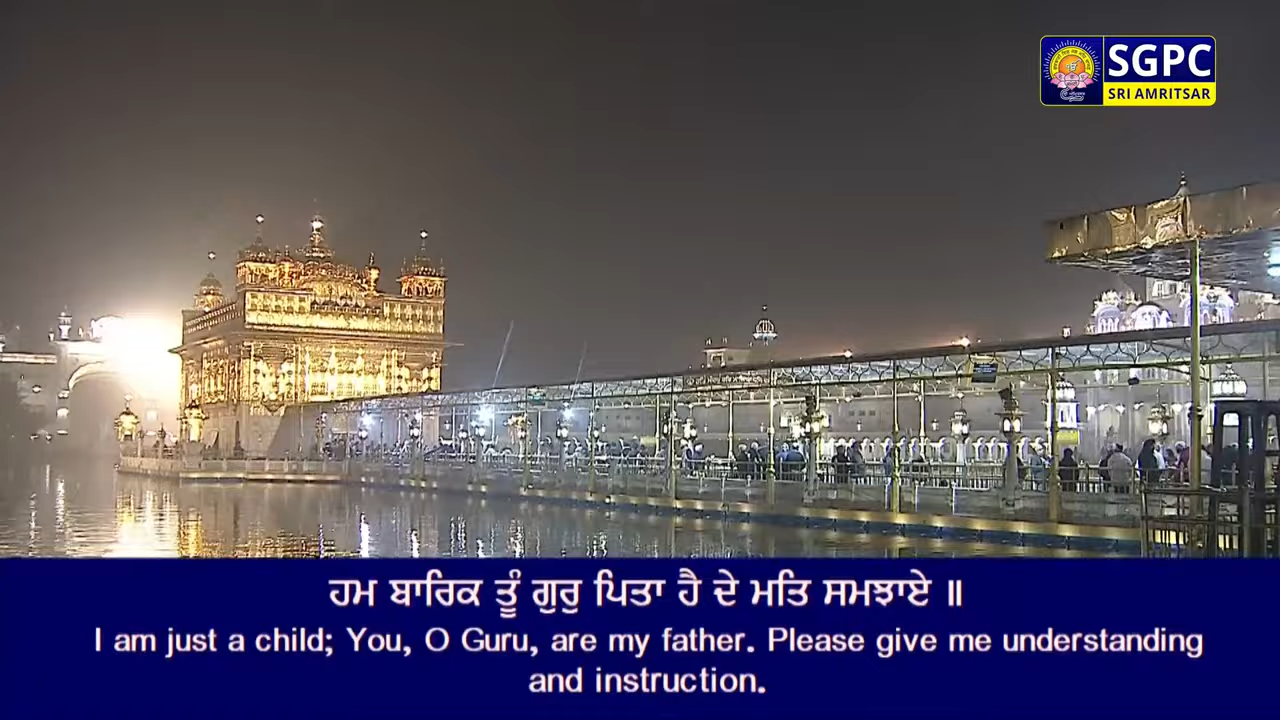 SGPC
SRI AMRITSAR
ਹਮ ਬਾਰਿਕ ਤੂੰ ਗੁਰੁ ਪਿਤਾ ਹੈ ਦੇ ਮਤਿ ਸਮਝਾਏ ॥
I am just a child; You, O Guru, are my father. Please give me understanding
and instruction.